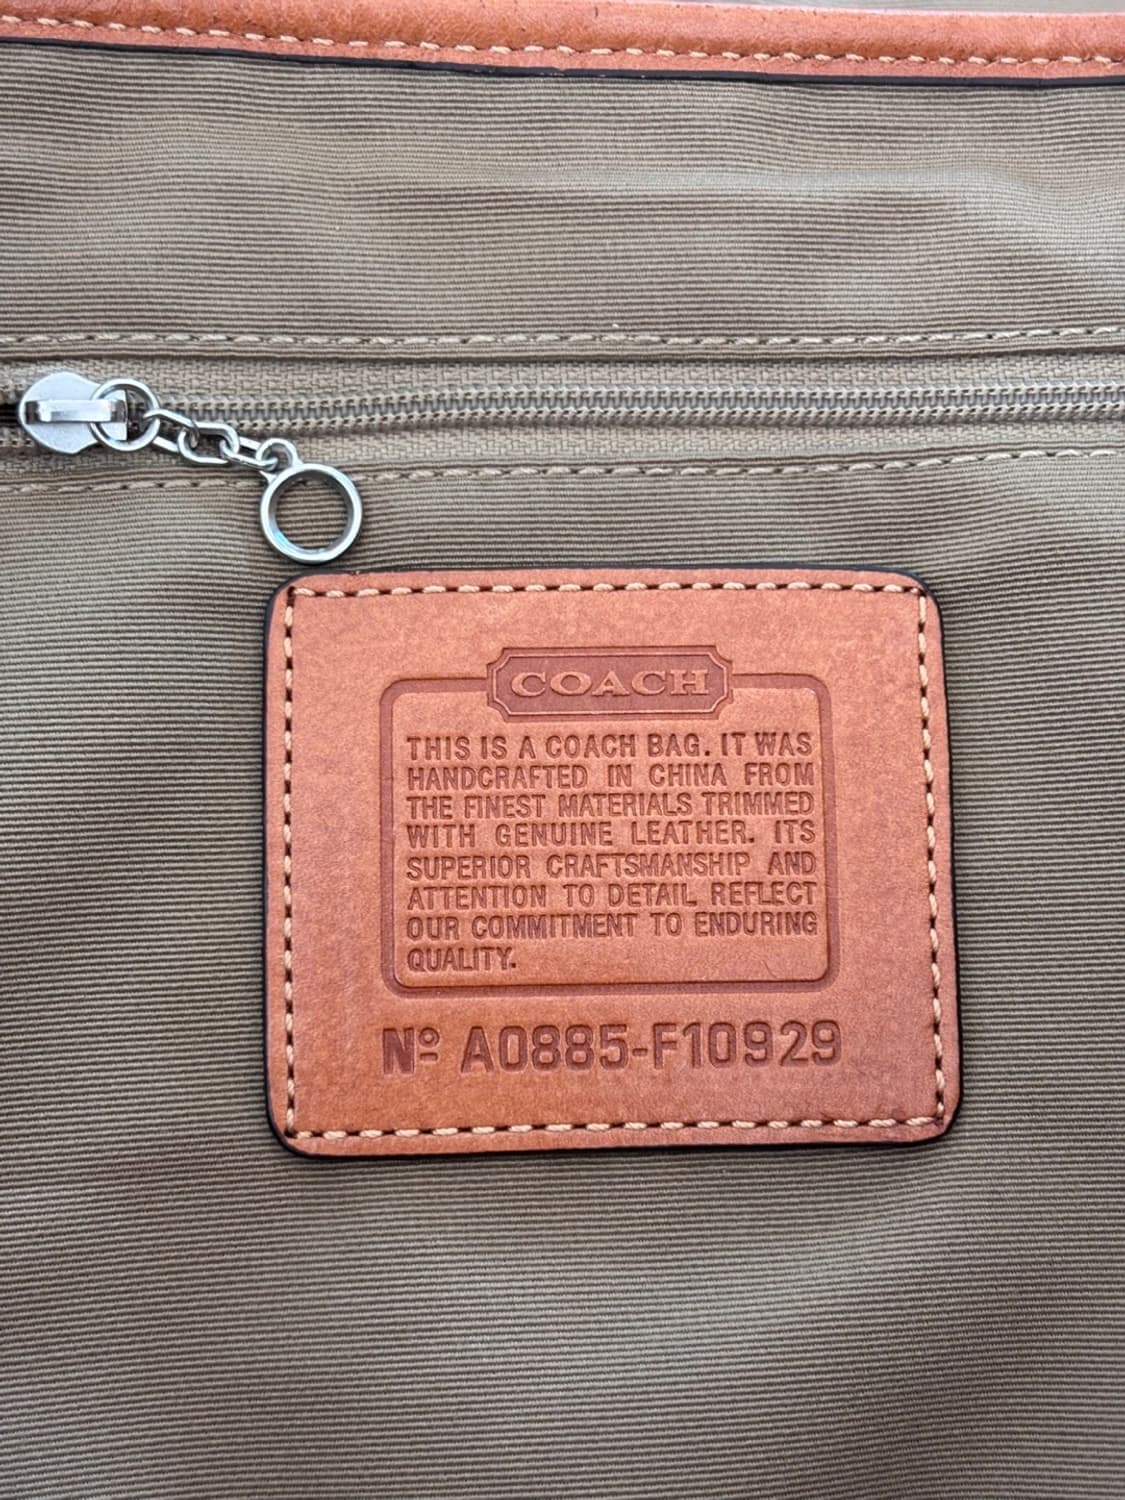 COACH
THIS IS A COACH BAG. IT WAS
HANDCRAFTED IN CHINA FROM
THE FINEST MATERIALS TRIMMED
WITH GENUINE LEATHER. ITS
SUPERIOR CRAFTSMANSHIP AND
ATTENTION TO DETAIL REFLECT
OUR COMMITMENT TO ENDURING
QUALITY.
Nº A0885-F10929